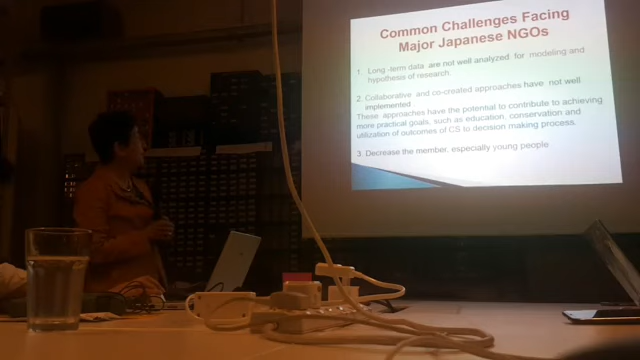 Common Challenges Facing
Major Japanese NGOs
1. Long -term data are not well analyzed for modeling and
hypothesis of research
2. Collaborative and co-created approaches have not well
implemented
These approaches have the potential to contribute to achieving
more practical goals, such as education, conservation and
utilization of outcomes of CS to decision making process.
3. Decrease the member, especially young people